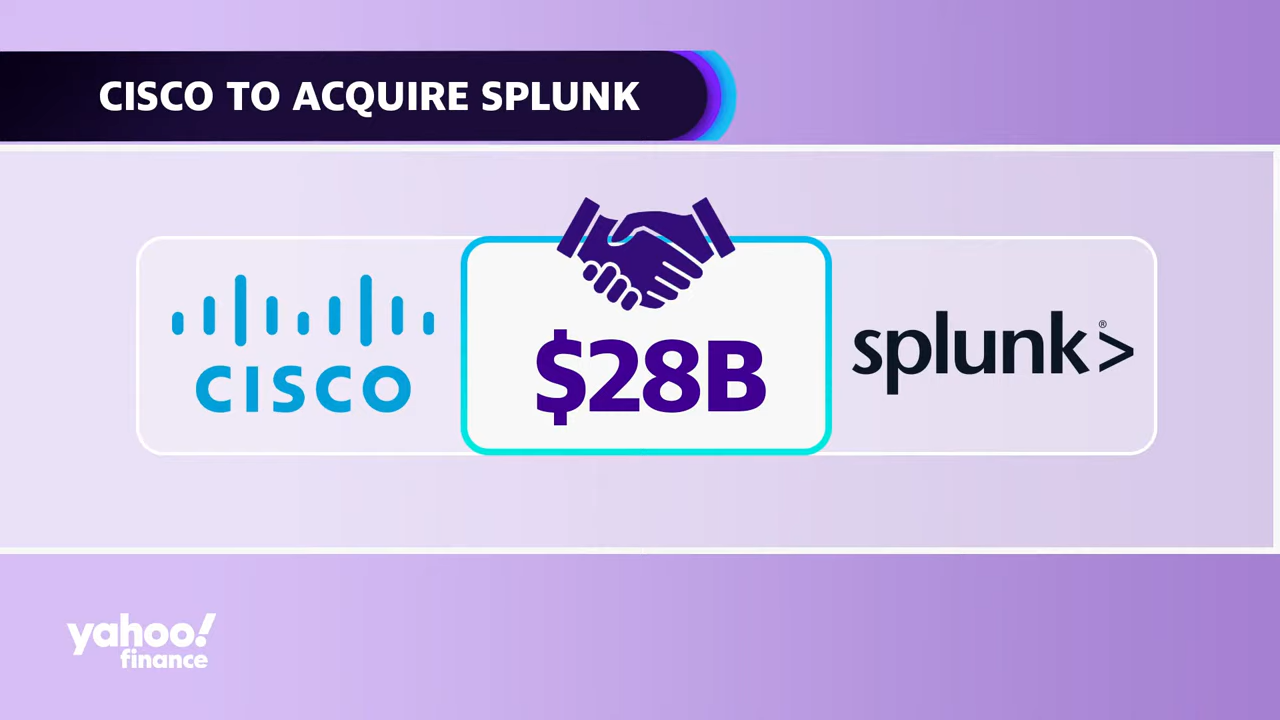 CISCO TO ACQUIRE SPLUNK
CISCO
$28B
splunk>®
yahoo!
finance